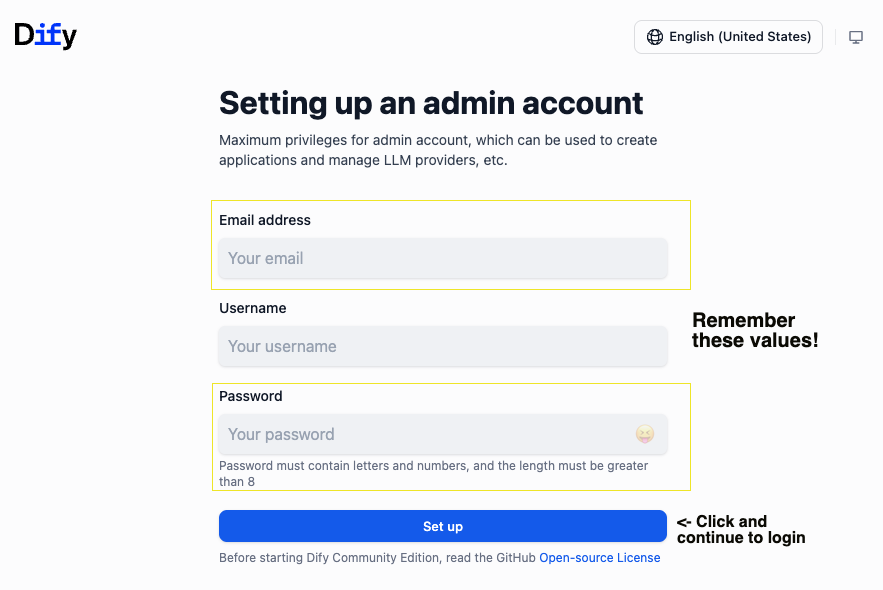 Dify
English (United States)
Setting up an admin account
Maximum privileges for admin account, which can be used to create
applications and manage LLM providers, etc.
Email address
Your email
Username
Your username
Remember
these values!
Password
Your password
Password must contain letters and numbers, and the length must be greater
than 8
Set up
<- Click and
continue to login
Before starting Dify Community Edition, read the GitHub Open-source License